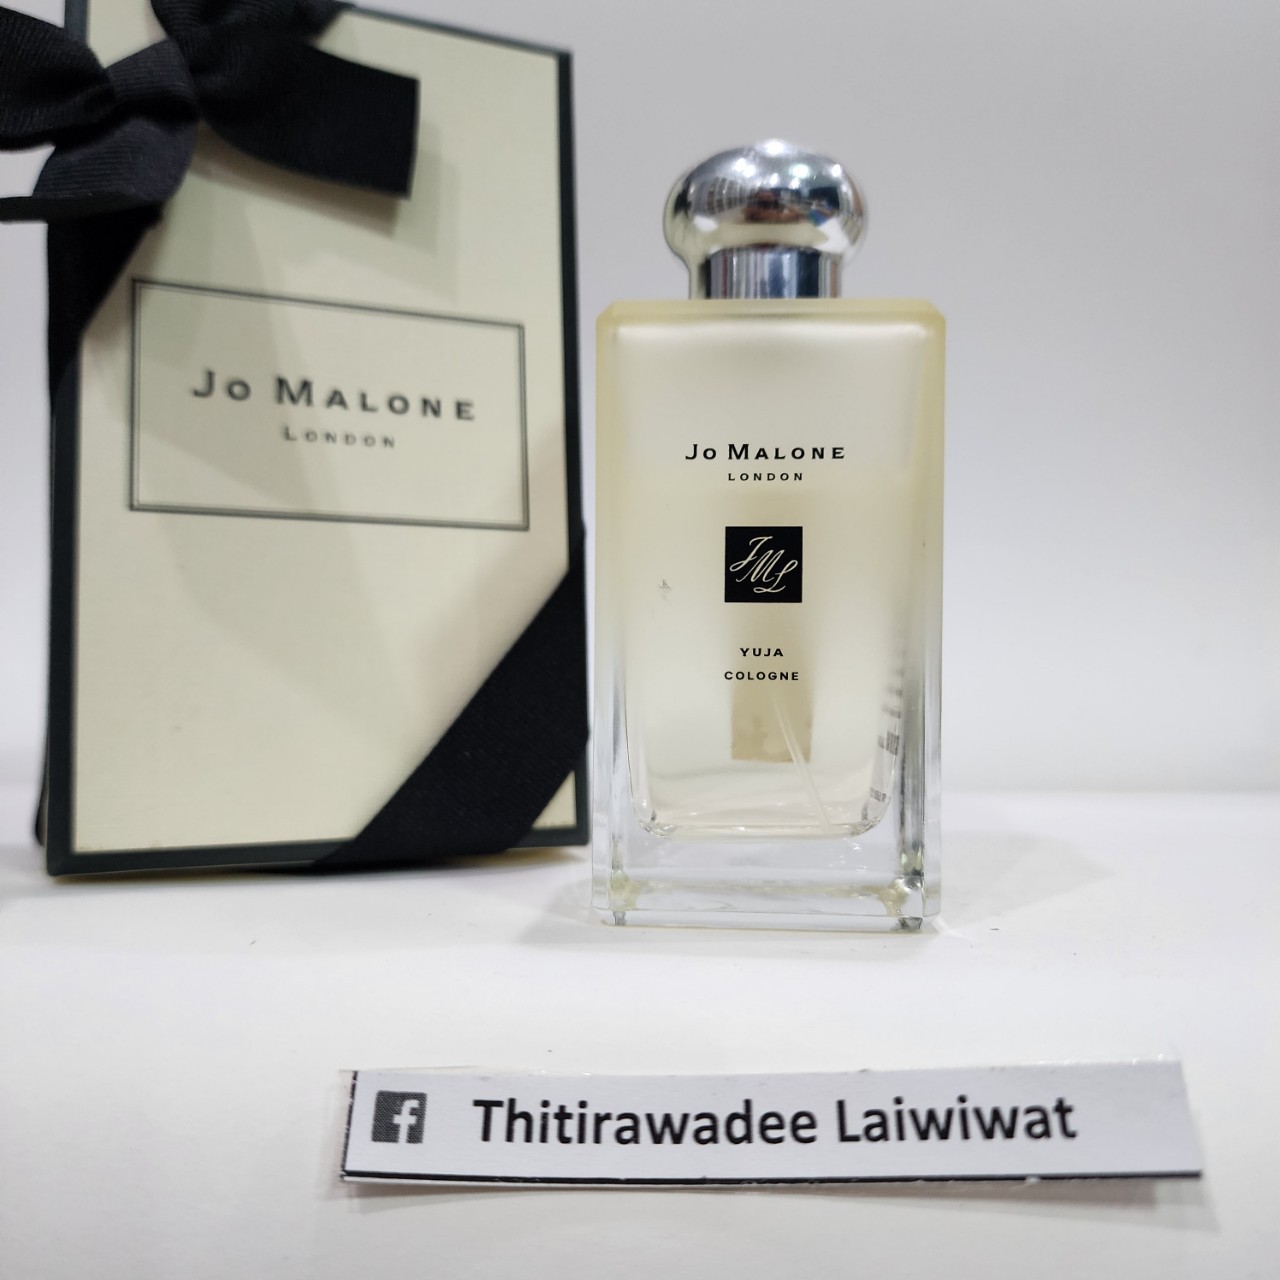 Jo Malone
London
Jo Malone
LONDON
JML
YUJA
COLOGNE
f Thitirawadee Laiwiwat